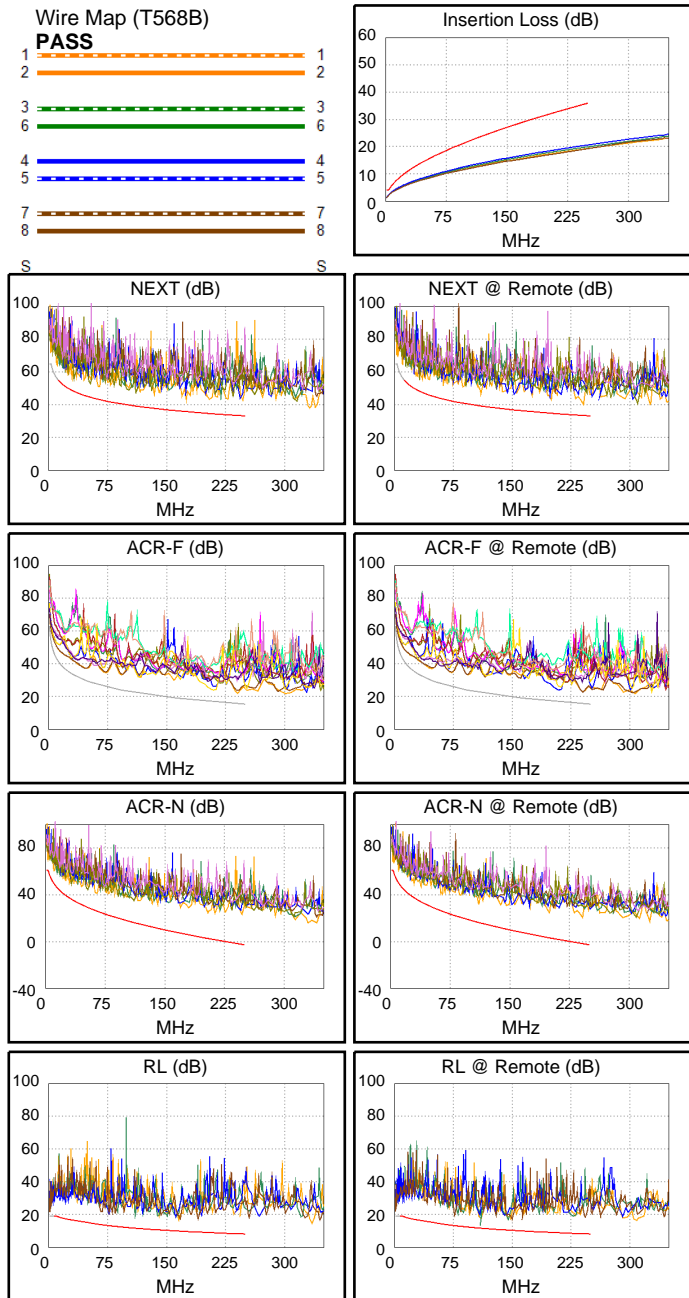 Wire Map (T568B)
PASS
1 1
2 2
3 3
6 6
4 4
5 5
7 7
8 8
S S
Insertion Loss (dB)
60
50
40
30
20
10
0
0 75 150 225 300
MHz
NEXT (dB)
100
80
60
40
20
0
0 75 150 225 300
MHz
NEXT @ Remote (dB)
100
80
60
40
20
0
0 75 150 225 300
MHz
ACR-F (dB)
100
80
60
40
20
0
0 75 150 225 300
MHz
ACR-F @ Remote (dB)
100
80
60
40
20
0
0 75 150 225 300
MHz
ACR-N (dB)
80
40
0
-40
0 75 150 225 300
MHz
ACR-N @ Remote (dB)
80
40
0
-40
0 75 150 225 300
MHz
RL (dB)
100
80
60
40
20
0
0 75 150 225 300
MHz
RL @ Remote (dB)
100
80
60
40
20
0
0 75 150 225 300
MHz